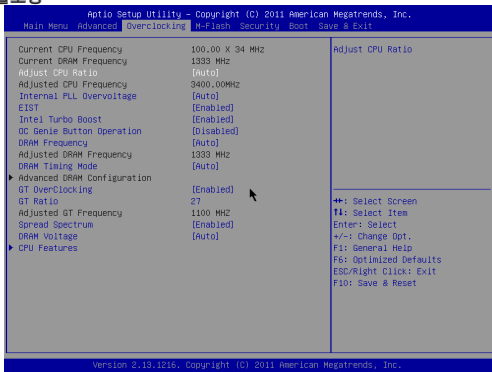 Aptio Setup Utility – Copyright (C) 2011 American Megatrends, Inc.
Main Menu Advanced Overclocking M-Flash Security Boot Save & Exit
Current CPU Frequency 100.00 X 34 MHz
Current DRAM Frequency 1333 MHz
Adjust CPU Ratio [Auto]
Adjusted CPU Frequency 3400.00MHz
Internal PLL Overvoltage [Auto]
EIST [Enabled]
Intel Turbo Boost [Enabled]
OC Genie Button Operation [Disabled]
DRAM Frequency [Auto]
Adjusted DRAM Frequency 1333 MHz
DRAM Timing Mode [Auto]
Advanced DRAM Configuration
GT OverClocking [Enabled]
GT Ratio 27
Adjusted GT Frequency 1100 MHZ
Spread Spectrum [Enabled]
DRAM Voltage [Auto]
CPU Features
Adjust CPU Ratio
→←: Select Screen
↑↓: Select Item
Enter: Select
+/-: Change Opt.
F1: General Help
F6: Optimized Defaults
ESC/Right Click: Exit
F10: Save & Reset
Version 2.13.1216. Copyright (C) 2011 American Megatrends, Inc.